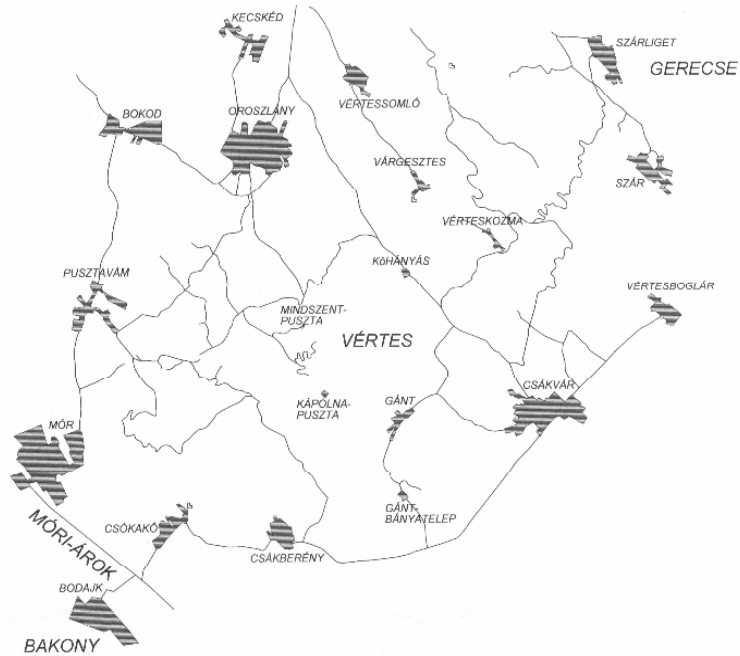 KECSKÉD
SZÁRLIGET
GERECSE
VÉRTESSOMLÓ
BOKOD
OROSZLÁNY
VÁRGESZTES
SZÁR
VÉRTESKOZMA
KŐHÁNYÁS
PUSZTAVÁM
VÉRTESBOGLÁR
MINDSZENT-
PUSZTA
VÉRTES
CSÁKVÁR
KÁPOLNA-
PUSZTA
GÁNT
MÓR
GÁNT-
BÁNYATELEP
CSÓKAKŐ
MÓRI-ÁROK
CSÁKBERÉNY
BODAJK
BAKONY